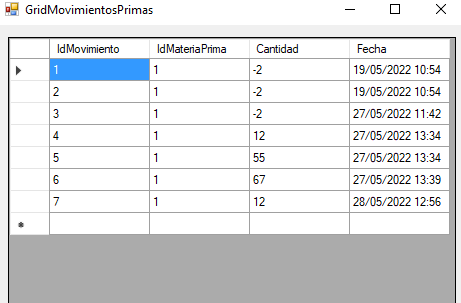 GridMovimientosPrimas
IdMovimiento IdMateriaPrima Cantidad Fecha
1 1 -2 19/05/2022 10:54
2 1 -2 19/05/2022 10:54
3 1 -2 27/05/2022 11:42
4 1 12 27/05/2022 13:34
5 1 55 27/05/2022 13:34
6 1 67 27/05/2022 13:39
7 1 12 28/05/2022 12:56